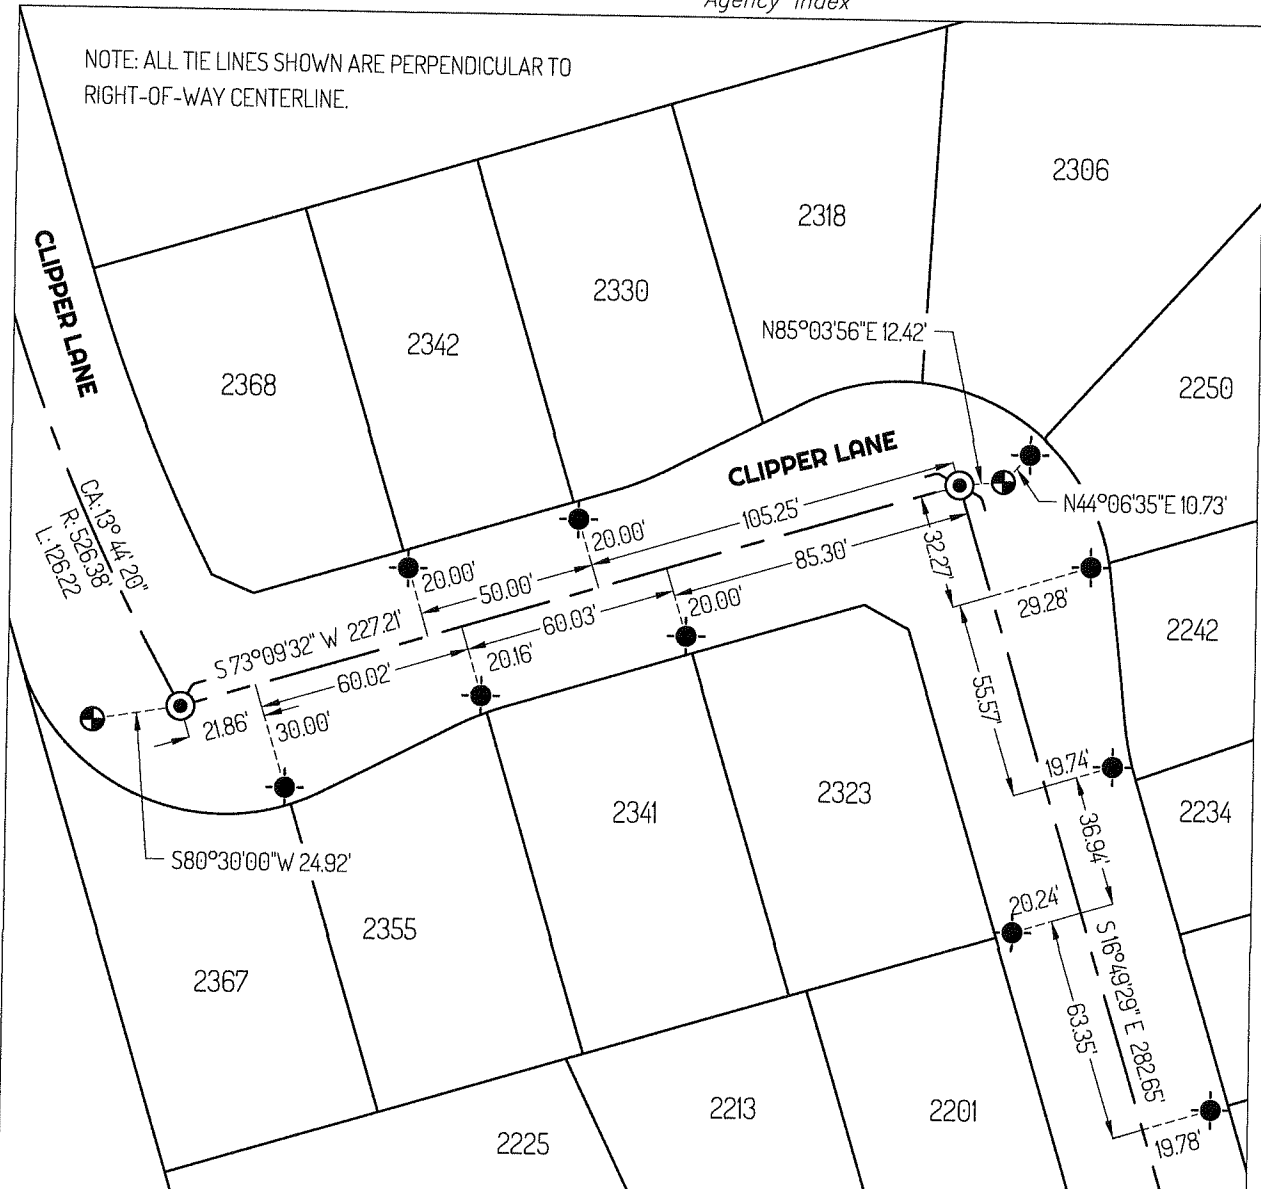 Agency Index
NOTE: ALL TIE LINES SHOWN ARE PERPENDICULAR TO
RIGHT-OF-WAY CENTERLINE.
2306
2318
CLIPPER LANE
2330
N85°03'56"E 12.42'
2342
2368
2250
CLIPPER LANE
N44°06'35"E 10.73'
CA: 13° 44' 20"
R: 526.38'
L: 126.22
105.25'
20.00'
85.30'
32.27'
20.00'
50.00'
20.00'
29.28'
60.03'
S 73°09'32" W 227.21'
2242
20.16'
60.02'
55.57'
21.86'
30.00'
19.74'
2323
2341
2234
36.94'
S80°30'00"W 24.92'
20.24'
2355
S 16°49'29" E 282.65'
2367
63.35'
2213
2201
2225
19.78'